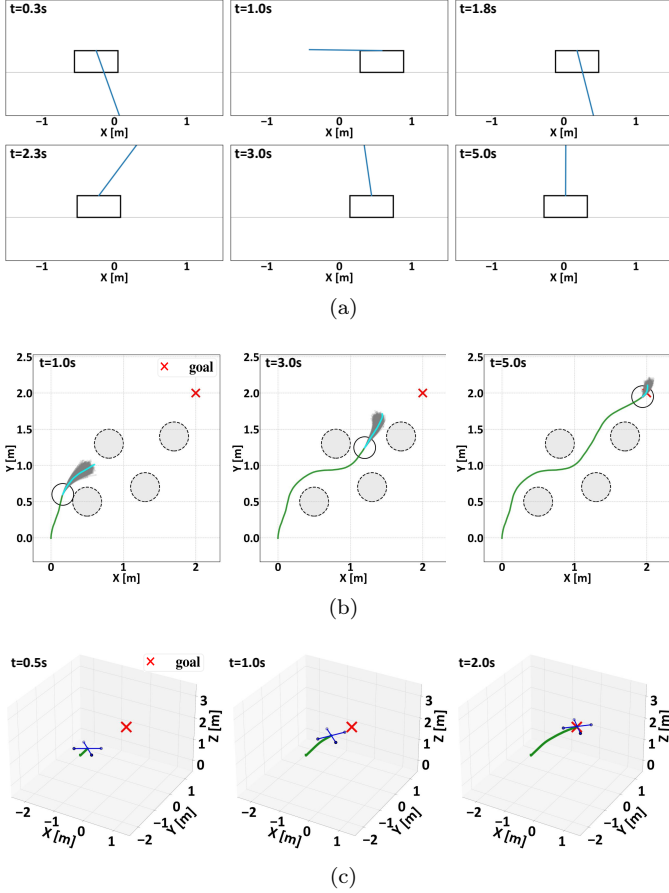 t=0.3s t=1.0s t=1.8s
−1 0 1 −1 0 1 −1 0 1
X [m] X [m] X [m]
t=2.3s t=3.0s t=5.0s
−1 0 1 −1 0 1 −1 0 1
X [m] X [m] X [m]
(a)
2.5 t=1.0s × goal 2.5 t=3.0s 2.5 t=5.0s
2.0 2.0 2.0
Y [m] 1.5 Y [m] 1.5 Y [m] 1.5
1.0 1.0 1.0
0.5 0.5 0.5
0.0 0.0 0.0
0 1 2 0 1 2 0 1 2
X [m] X [m] X [m]
(b)
t=0.5s × goal t=1.0s t=2.0s
3 3 3
2 2 2
1 Z [m] 1 Z [m] 1 Z [m]
0 0 0
−2 −1 0 1 −2 −1 0 1 −2 −1 0 1
X [m] −2 −1 0 1 Y [m] X [m] −2 −1 0 1 Y [m] X [m] −2 −1 0 1 Y [m]
(c)